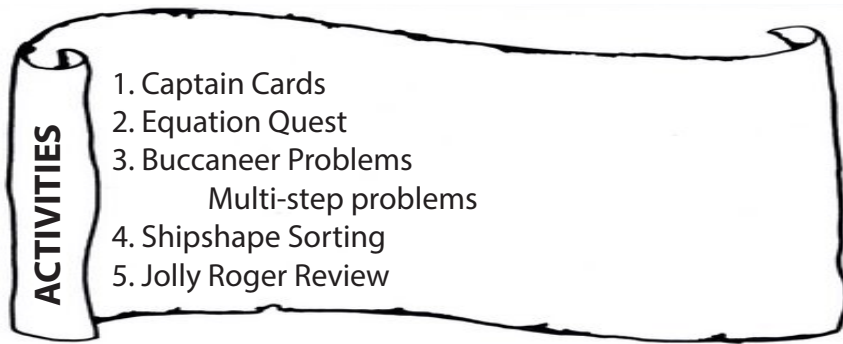 ACTIVITIES
1. Captain Cards
2. Equation Quest
3. Buccaneer Problems
Multi-step problems
4. Shipshape Sorting
5. Jolly Roger Review